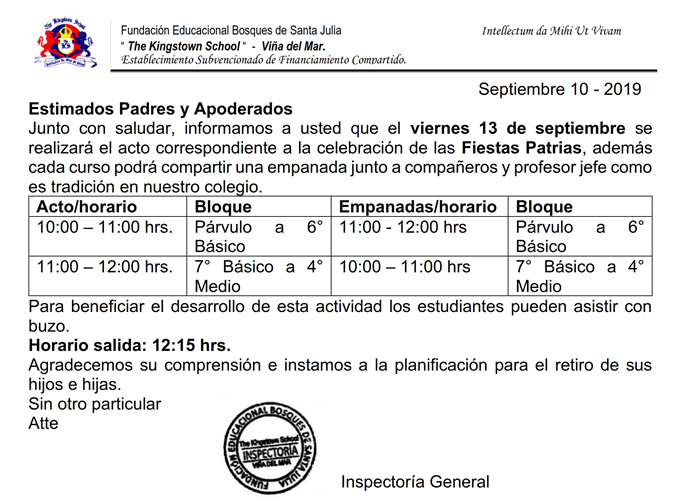 The Kingstown School
Fundación Educacional Bosques de Santa Julia
“ The Kingstown School “ - Viña del Mar.
Establecimiento Subvencionado de Financiamiento Compartido.
Intellectum da Mihi Ut Vivam
Septiembre 10 - 2019
Estimados Padres y Apoderados
Junto con saludar, informamos a usted que el viernes 13 de septiembre se
realizará el acto correspondiente a la celebración de las Fiestas Patrias, además
cada curso podrá compartir una empanada junto a compañeros y profesor jefe como
es tradición en nuestro colegio.
Acto/horario Bloque Empanadas/horario Bloque
10:00 – 11:00 hrs. Párvulo a 6° Básico 11:00 - 12:00 hrs Párvulo a 6° Básico
11:00 – 12:00 hrs. 7° Básico a 4° Medio 10:00 – 11:00 hrs 7° Básico a 4° Medio
Para beneficiar el desarrollo de esta actividad los estudiantes pueden asistir con
buzo.
Horario salida: 12:15 hrs.
Agradecemos su comprensión e instamos a la planificación para el retiro de sus
hijos e hijas.
Sin otro particular
Atte
FUNDACIÓN EDUCACIONAL BOSQUES DE SANTA JULIA
The Kingstown School
INSPECTORIA
VIÑA DEL MAR
Inspectoría General